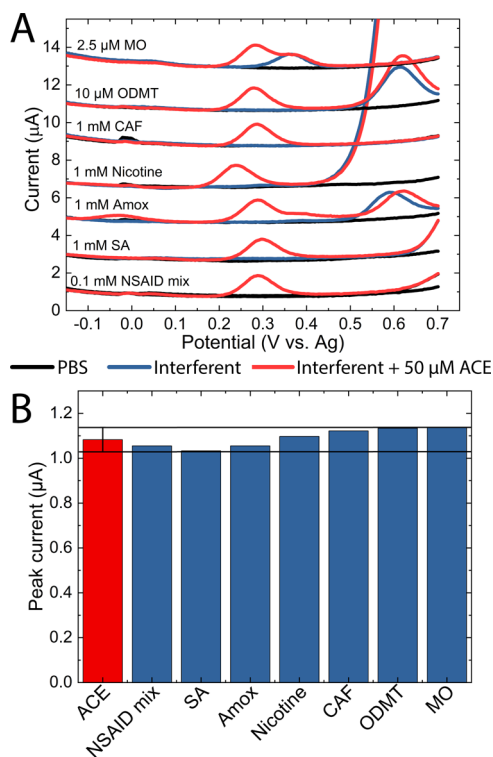 A
2.5 µM MO
10 µM ODMT
1 mM CAF
1 mM Nicotine
1 mM Amox
1 mM SA
0.1 mM NSAID mix
14
12
10
8
6
4
2
0
Current (µA)
-0.1 0.0 0.1 0.2 0.3 0.4 0.5 0.6 0.7
Potential (V vs. Ag)
PBS Interferent Interferent + 50 µM ACE
B
1.2
1.0
0.8
0.6
0.4
0.2
0.0
Peak current (µA)
ACE
NSAID mix
SA
Amox
Nicotine
CAF
ODMT
MO